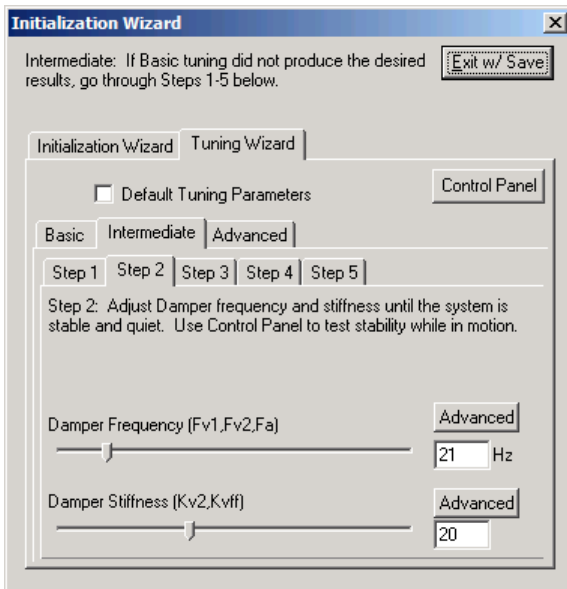 Initialization Wizard
Intermediate: If Basic tuning did not produce the desired
results, go through Steps 1-5 below.
Exit w/ Save
Initialization Wizard Tuning Wizard
Default Tuning Parameters
Control Panel
Basic Intermediate Advanced
Step 1 Step 2 Step 3 Step 4 Step 5
Step 2: Adjust Damper frequency and stiffness until the system is
stable and quiet. Use Control Panel to test stability while in motion.
Advanced
Damper Frequency (Fv1,Fv2,Fa)
21 Hz
Damper Stiffness (Kv2,Kvff)
Advanced
20